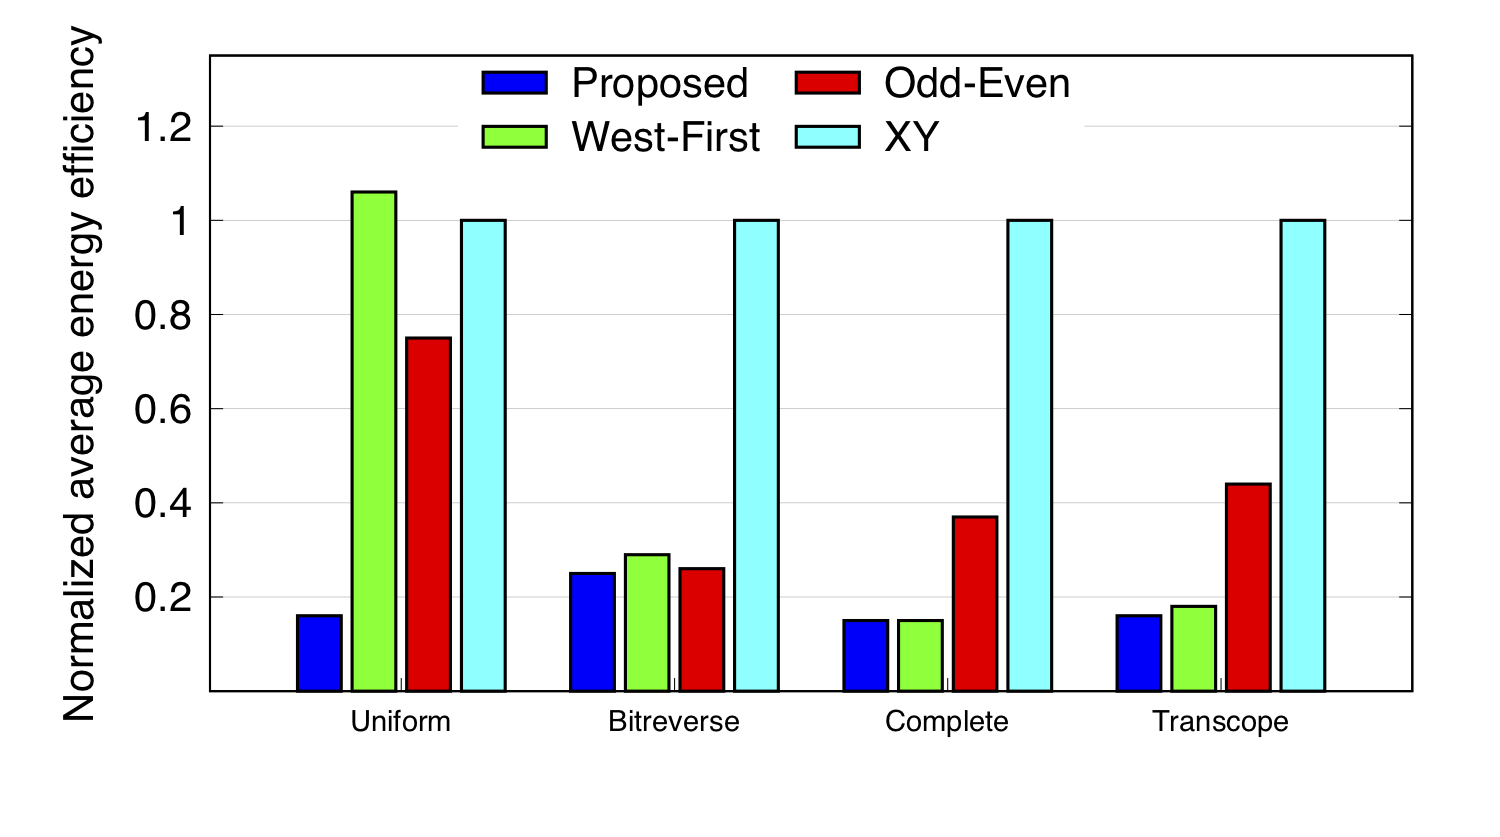 Normalized average energy efficiency
Proposed
Odd-Even
West-First
XY
1.2
1
0.8
0.6
0.4
0.2
Uniform
Bitreverse
Complete
Transcope